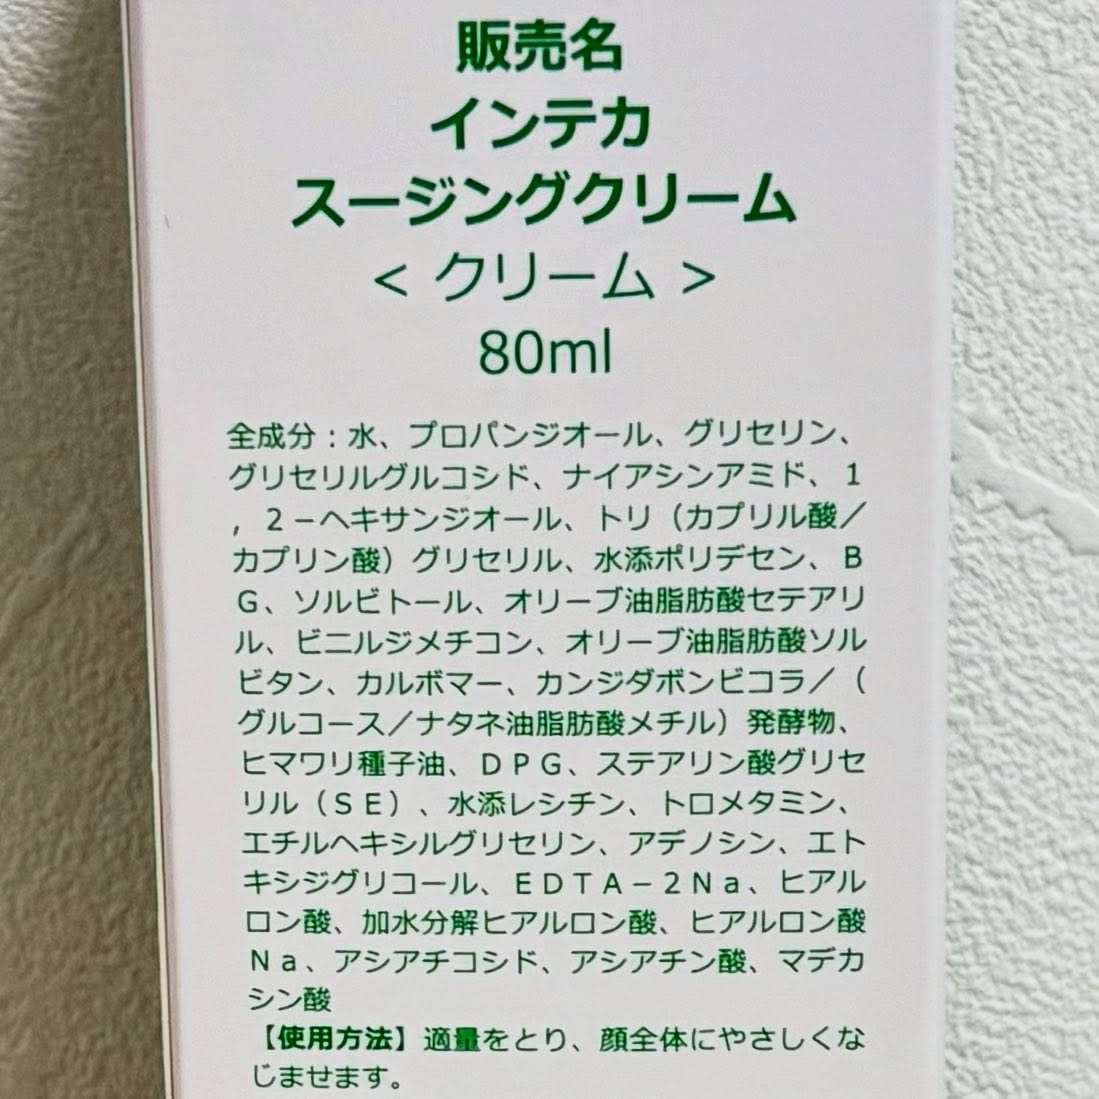 販売名
インテカ
スージングクリーム
< クリーム >
80ml
全成分：水、プロパンジオール、グリセリン、
グリセリルグルコシド、ナイアシンアミド、１
，２－ヘキサンジオール、トリ（カプリル酸／
カプリン酸）グリセリル、水添ポリデセン、Ｂ
Ｇ、ソルビトール、オリーブ油脂肪酸セテアリ
ル、ビニルジメチコン、オリーブ油脂肪酸ソル
ビタン、カルボマー、カンジダボンビコラ／（
グルコース／ナタネ油脂肪酸メチル）発酵物、
ヒマワリ種子油、ＤＰＧ、ステアリン酸グリセ
リル（ＳＥ）、水添レシチン、トロメタミン、
エチルヘキシルグリセリン、アデノシン、エト
キシジグリコール、ＥＤＴＡ－２Ｎａ、ヒアル
ロン酸、加水分解ヒアルロン酸、ヒアルロン酸
Ｎａ、アシアチコシド、アシアチン酸、マデカ
シン酸
【使用方法】適量をとり、顔全体にやさしくな
じませます。